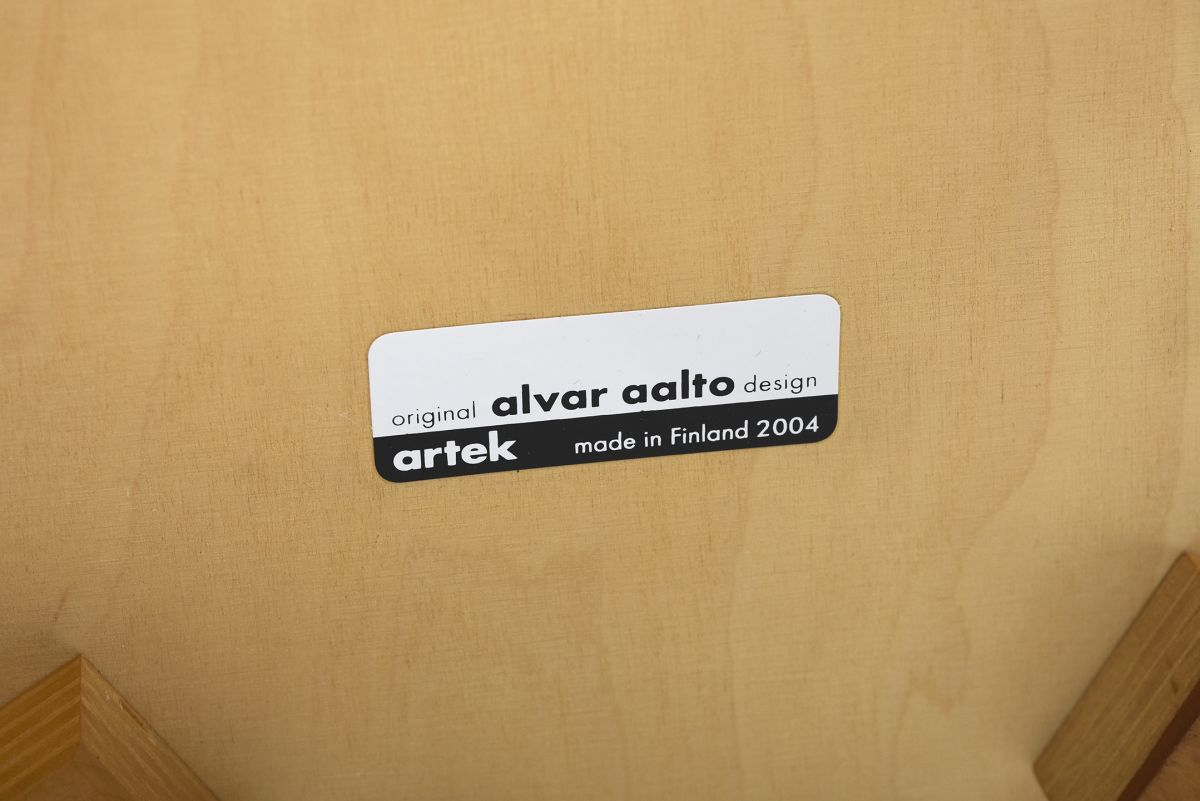 original alvar aalto design
artek made in Finland 2004